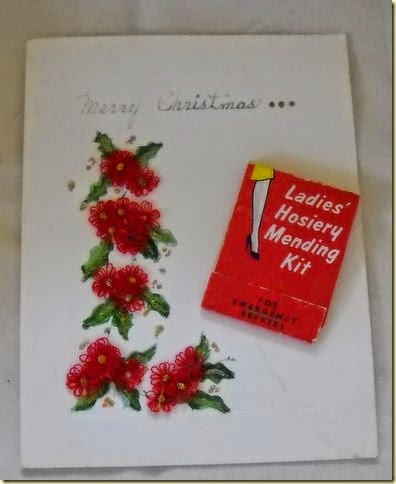 Merry Christmas...
Ladies'
Hosiery
Mending
Kit
FOR
EMERGENCY
REPAIRS